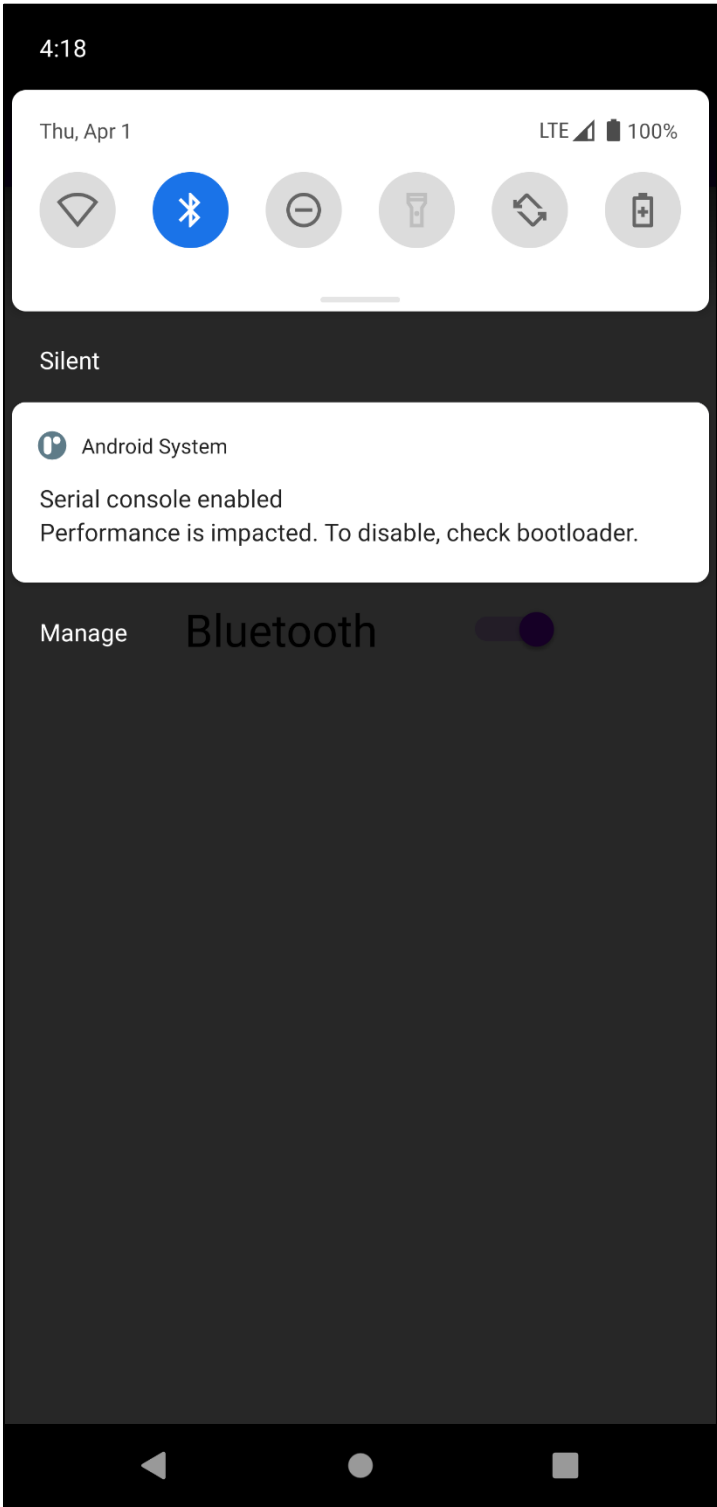 4:18
Thu, Apr 1 LTE 100%
Silent
Android System
Serial console enabled
Performance is impacted. To disable, check bootloader.
Manage Bluetooth